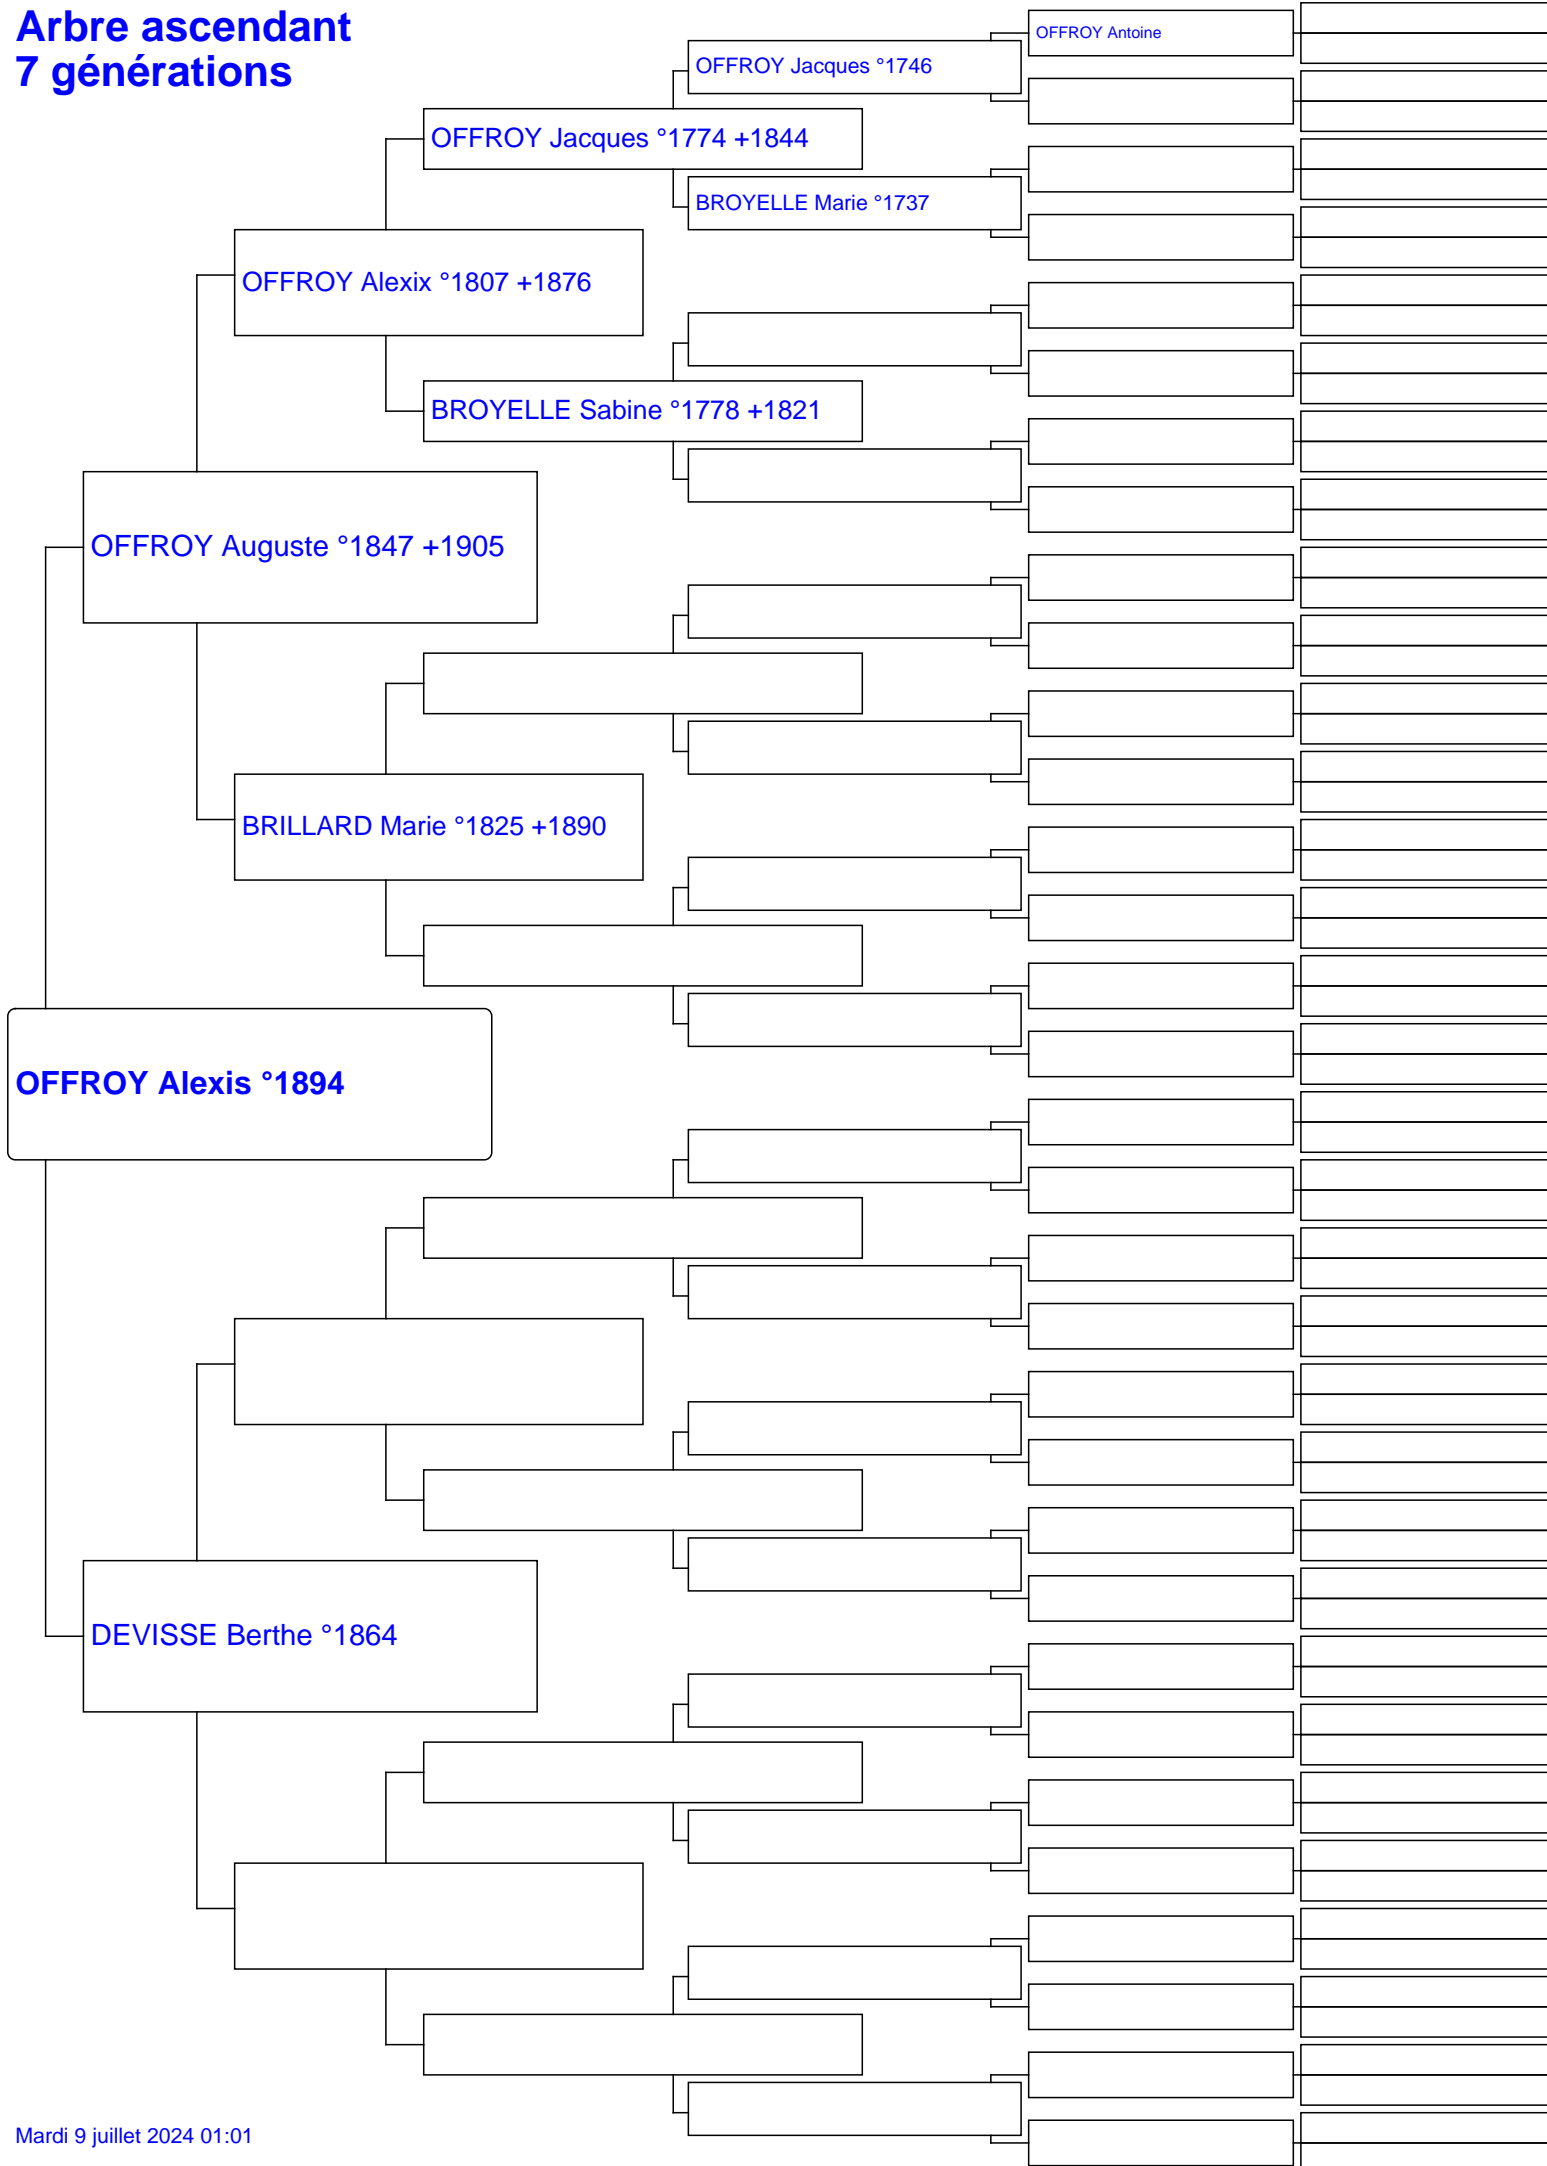 Arbre ascendant
7 générations
OFFROY Antoine
OFFROY Jacques °1746
OFFROY Jacques °1774 +1844
BROYELLE Marie °1737
OFFROY Alexix °1807 +1876
BROYELLE Sabine °1778 +1821
OFFROY Auguste °1847 +1905
BRILLARD Marie °1825 +1890
OFFROY Alexis °1894
DEVISSE Berthe °1864
Mardi 9 juillet 2024 01:01